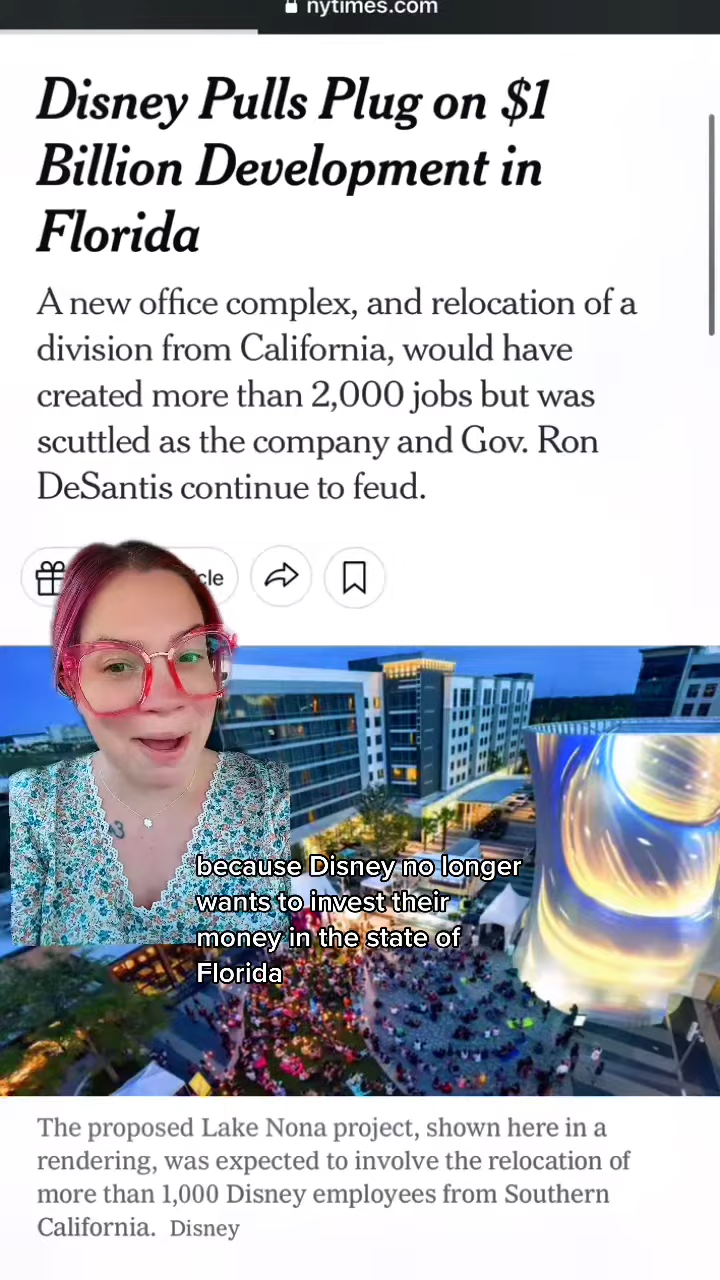 nytimes.com
Disney Pulls Plug on $1
Billion Development in
Florida
A new office complex, and relocation of a
division from California, would have
created more than 2,000 jobs but was
scuttled as the company and Gov. Ron
DeSantis continue to feud.
cle
because Disney no longer
wants to invest their
money in the state of
Florida
The proposed Lake Nona project, shown here in a
rendering, was expected to involve the relocation of
more than 1,000 Disney employees from Southern
California. Disney